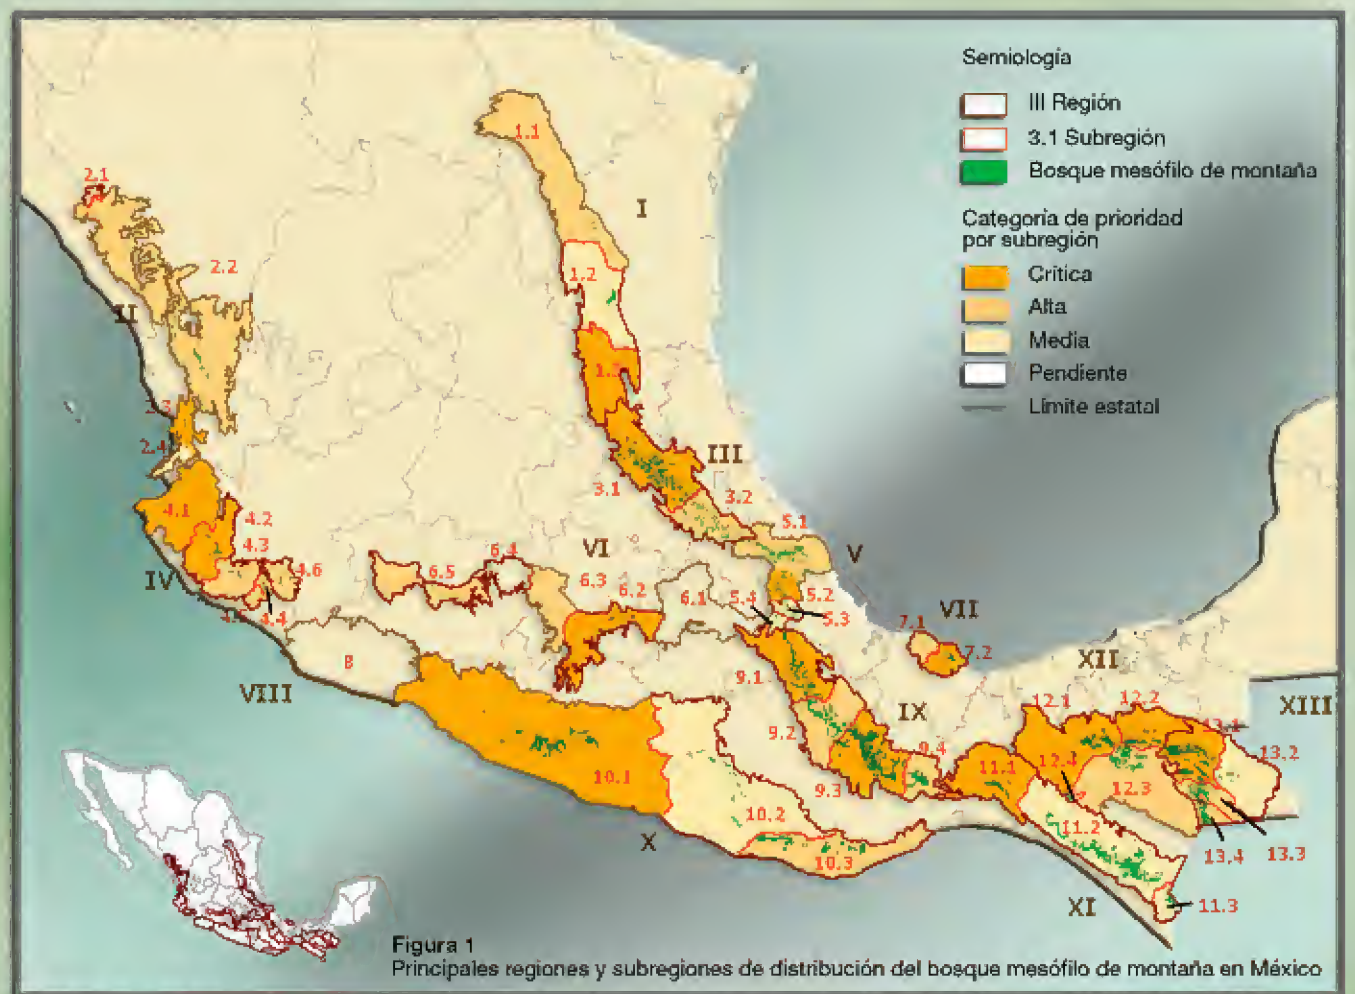 Semiología
III Región
3.1 Subregión
Bosque mesófilo de montaña
Categoría de prioridad
por subregión
Crítica
Alta
Media
Pendiente
Límite estatal
1.1
I
2.1
2.2
1.2
II
2.3
2.4
III
3.1
3.2
4.1
4.2
4.3
4.6
4.4
IV
5.1
V
5.2
5.3
5.4
VI
6.1
6.2
6.3
6.4
6.5
VII
7.1
7.2
8
VIII
9.1
9.2
9.3
9.4
IX
10.1
10.2
10.3
X
XII
12.1
12.2
12.3
12.4
11.1
11.2
11.3
XI
XIII
13.1
13.2
13.3
13.4
Figura 1
Principales regiones y subregiones de distribución del bosque mesófilo de montaña en México